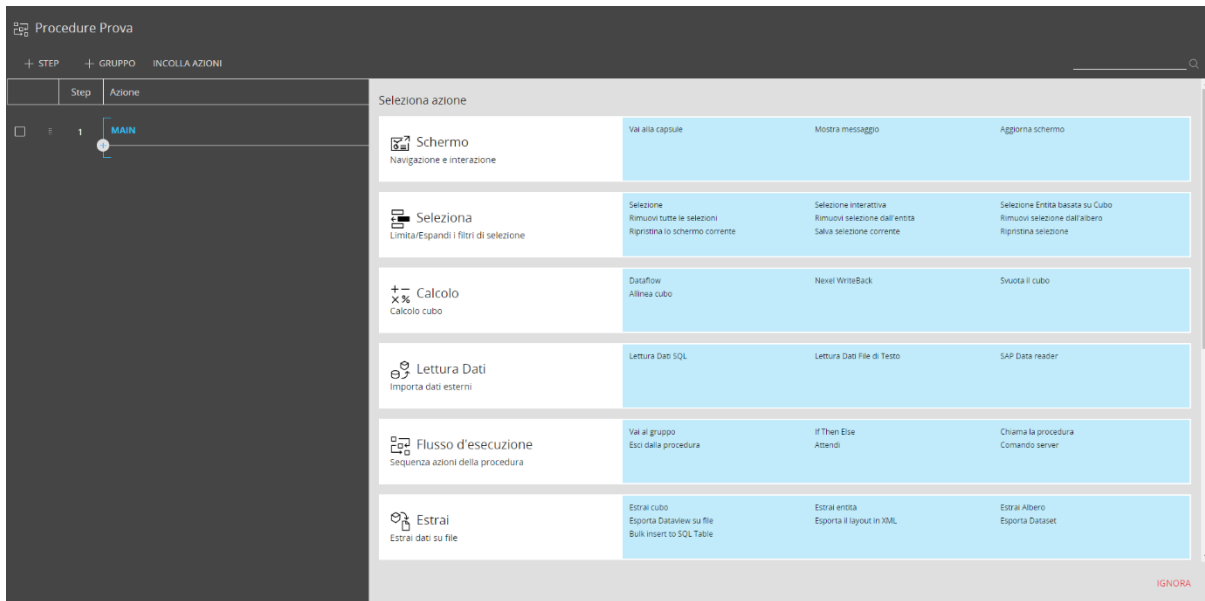 Procedure Prova
+ STEP + GRUPPO INCOLLA AZIONI
Step Azione
1 MAIN
Seleziona azione
Schermo
Navigazione e interazione
Vai alla capsule Mostra messaggio Aggiorna schermo
Seleziona
Limita/Espandi i filtri di selezione
Selezione Selezione interattiva Selezione Entità basata su Cubo
Rimuovi tutte le selezioni Rimuovi selezione dall'entità Rimuovi selezione dall'albero
Ripristina lo schermo corrente Salva selezione corrente Ripristina selezione
Calcolo
Calcolo cubo
Dataflow Nexel WriteBack Svuota il cubo
Allinea cubo
Lettura Dati
Importa dati esterni
Lettura Dati SQL Lettura Dati File di Testo SAP Data reader
Flusso d'esecuzione
Sequenza azioni della procedura
Vai al gruppo If Then Else Chiama la procedura
Esci dalla procedura Attendi Comando server
Estrai
Estrai dati su file
Estrai cubo Estrai entita Estrai Albero
Esporta Dataview su file Esporta il layout in XML Esporta Dataset
Bulk insert to SQL Table
IGNORA